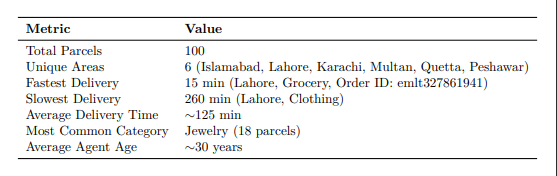 Metric Value
Total Parcels 100
Unique Areas 6 (Islamabad, Lahore, Karachi, Multan, Quetta, Peshawar)
Fastest Delivery 15 min (Lahore, Grocery, Order ID: emlt327861941)
Slowest Delivery 260 min (Lahore, Clothing)
Average Delivery Time ~125 min
Most Common Category Jewelry (18 parcels)
Average Agent Age ~30 years